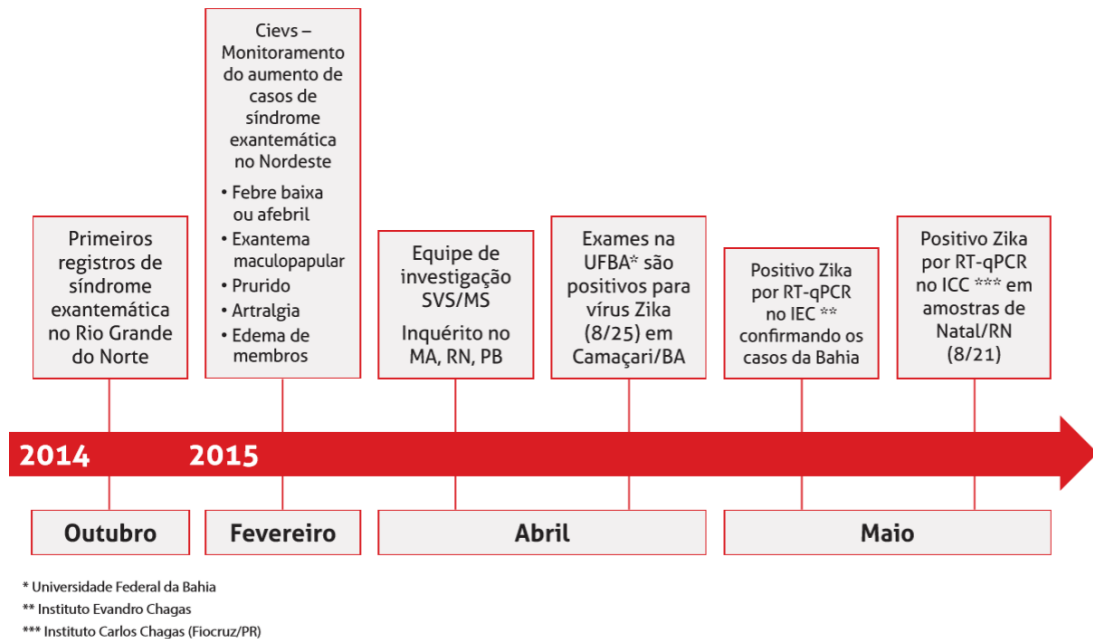 Primeiros
registros de
síndrome
exantemática
no Rio Grande
do Norte
Cievs –
Monitoramento
do aumento de
casos de
síndrome
exantemática
no Nordeste
• Febre baixa
ou afebril
• Exantema
maculopapular
• Prurido
• Artralgia
• Edema de
membros
Equipe de
investigação
SVS/MS
Inquérito no
MA, RN, PB
Exames na
UFBA* são
positivos para
vírus Zika
(8/25) em
Camaçari/BA
Positivo Zika
por RT-qPCR
no IEC **
confirmando os
casos da Bahia
Positivo Zika
por RT-qPCR
no ICC *** em
amostras de
Natal/RN
(8/21)
2014 2015
Outubro Fevereiro Abril Maio
* Universidade Federal da Bahia
** Instituto Evandro Chagas
*** Instituto Carlos Chagas (Fiocruz/PR)